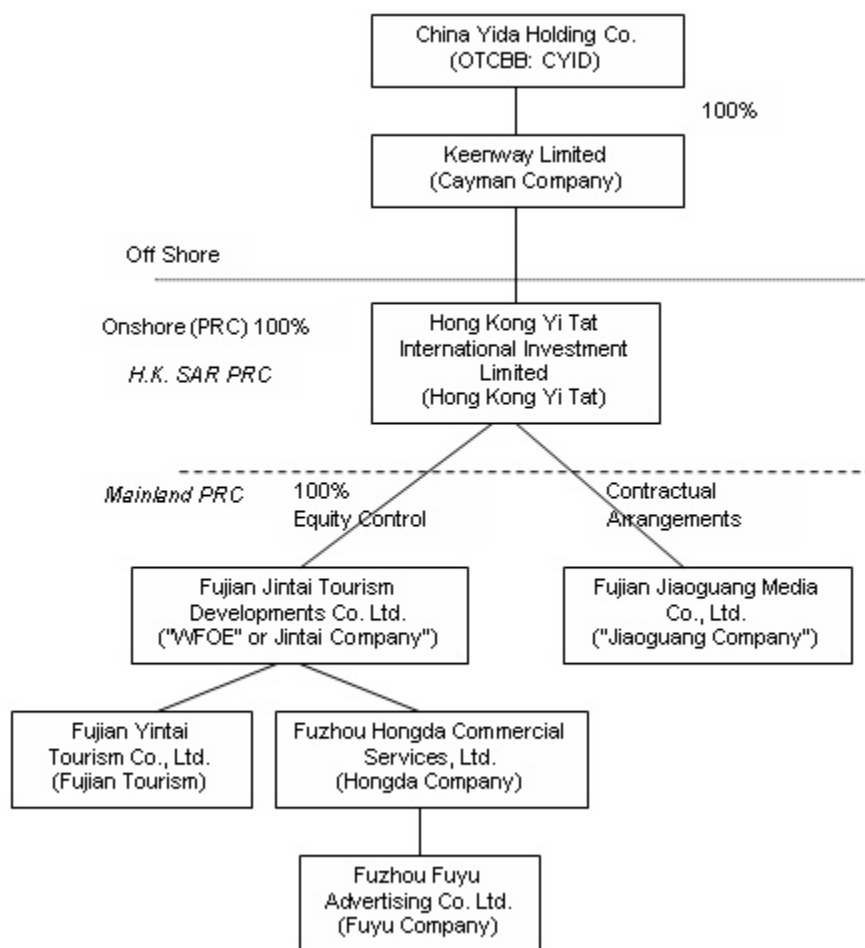 China Yida Holding Co.
(OTCBB: CYID)
100%
Keenway Limited
(Cayman Company)
Off Shore
Onshore (PRC) 100%
H.K. SAR PRC
Hong Kong Yi Tat
International Investment
Limited
(Hong Kong Yi Tat)
Mainland PRC
100%
Equity Control
Contractual
Arrangements
Fujian Jintai Tourism
Developments Co. Ltd.
("WFOE" or Jintai Company")
Fujian Jiaoguang Media
Co., Ltd.
("Jiaoguang Company")
Fujian Yintai
Tourism Co., Ltd.
(Fujian Tourism)
Fuzhou Hongda Commercial
Services, Ltd.
(Hongda Company)
Fuzhou Fuyu
Advertising Co. Ltd.
(Fuyu Company)